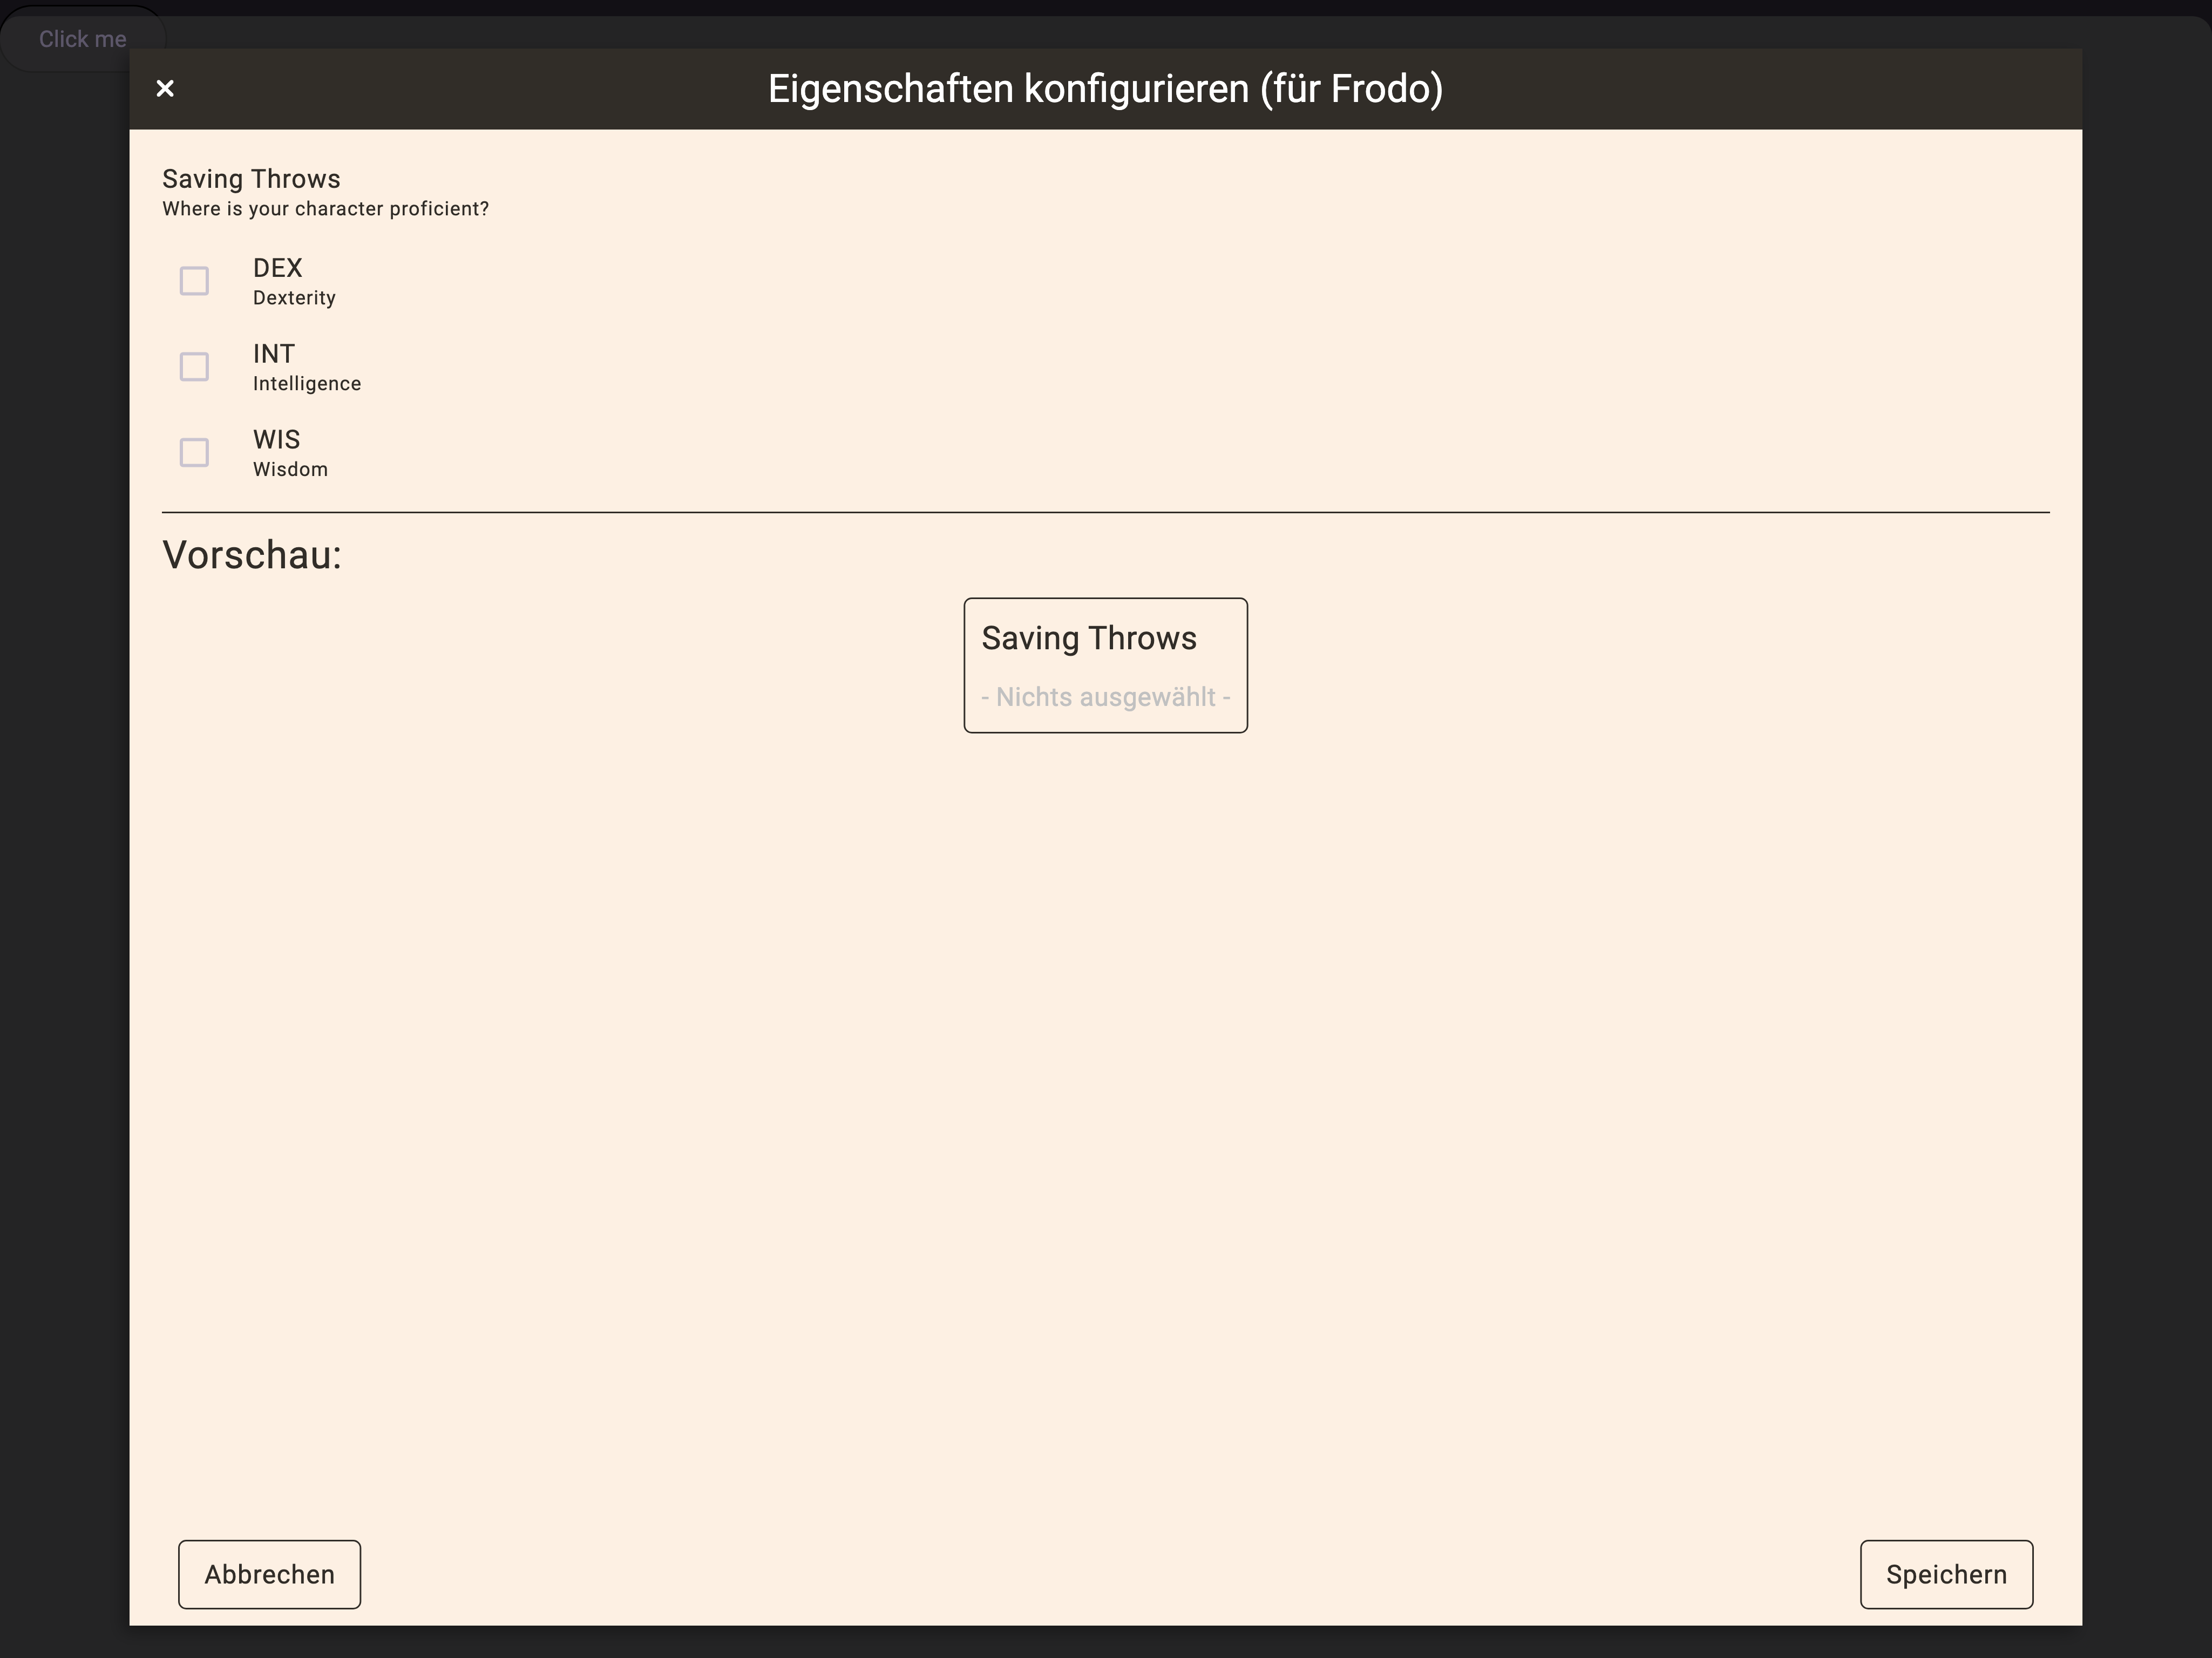 Click me
Eigenschaften konfigurieren (für Frodo)
Saving Throws
Where is your character proficient?
DEX
Dexterity
INT
Intelligence
WIS
Wisdom
Vorschau:
Saving Throws
- Nichts ausgewählt -
Abbrechen
Speichern